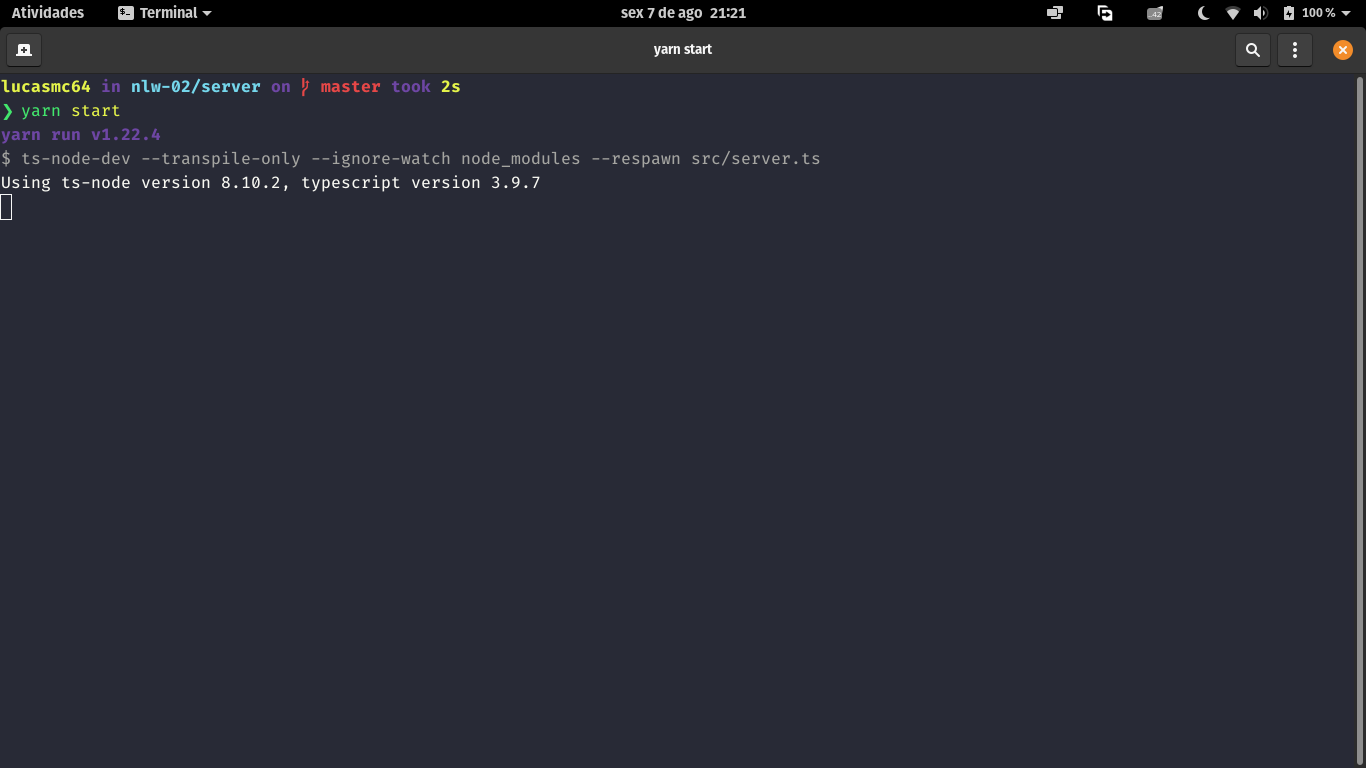 Atividades Terminal sex 7 de ago 21:21 .42 100 %
yarn start
lucasmc64 in nlw-02/server on master took 2s
❯ yarn start
yarn run v1.22.4
$ ts-node-dev --transpile-only --ignore-watch node_modules --respawn src/server.ts
Using ts-node version 8.10.2, typescript version 3.9.7